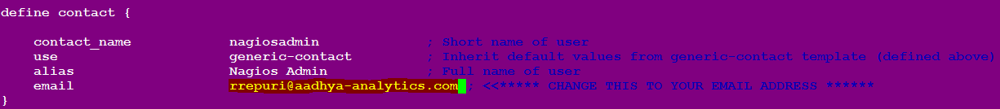 define contact {
contact_name nagiosadmin ; Short name of user
use generic-contact ; Inherit default values from generic-contact template (defined above)
alias Nagios Admin ; Full name of user
email rrepuri@aadhya-analytics.com ; <<***** CHANGE THIS TO YOUR EMAIL ADDRESS ******
}